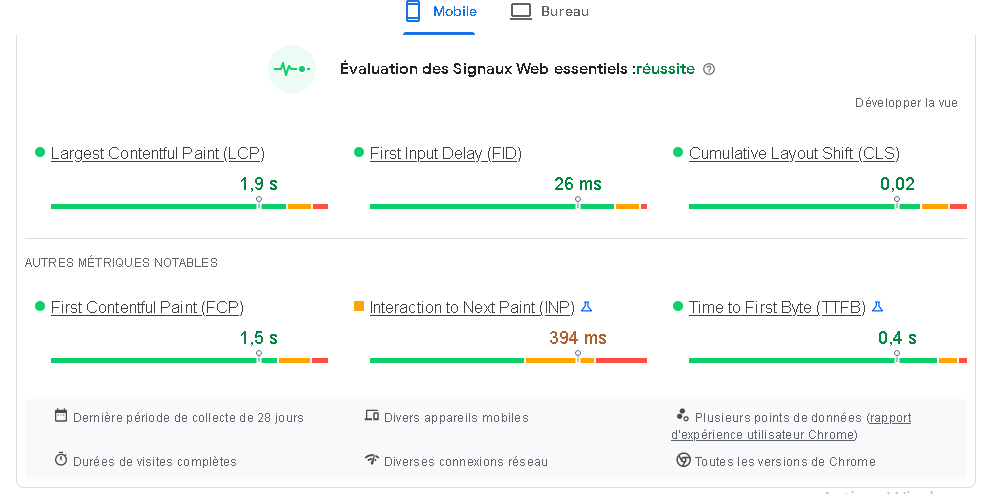 Mobile Bureau
Évaluation des Signaux Web essentiels :réussite
Développer la vue
Largest Contentful Paint (LCP) First Input Delay (FID) Cumulative Layout Shift (CLS)
1,9 s 26 ms 0,02
AUTRES MÉTRIQUES NOTABLES
First Contentful Paint (FCP) Interaction to Next Paint (INP) Time to First Byte (TTFB)
1,5 s 394 ms 0,4 s
Dernière période de collecte de 28 jours Divers appareils mobiles Plusieurs points de données (rapport
d'expérience utilisateur Chrome)
Durées de visites complètes Diverses connexions réseau Toutes les versions de Chrome